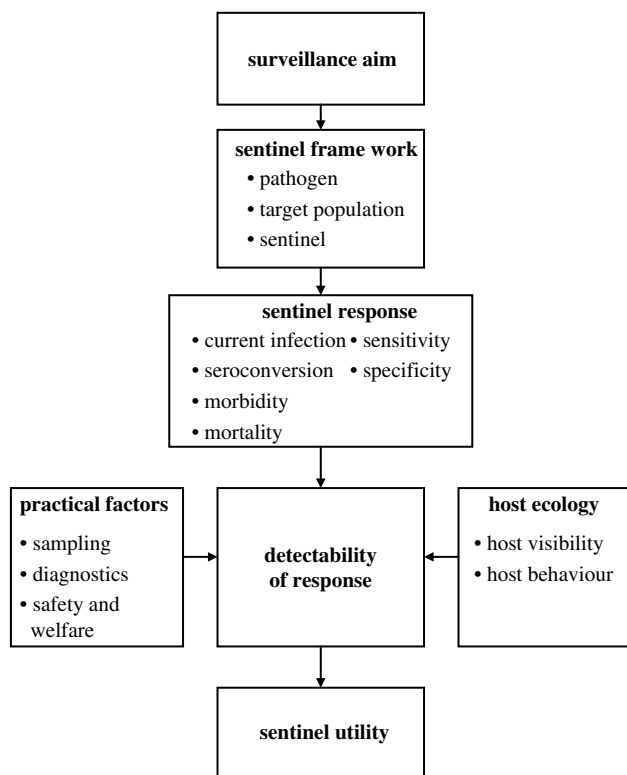 surveillance aim
sentinel frame work
• pathogen
• target population
• sentinel
sentinel response
• current infection • sensitivity
• seroconversion • specificity
• morbidity
• mortality
practical factors
• sampling
• diagnostics
• safety and
welfare
detectability
of response
host ecology
• host visibility
• host behaviour
sentinel utility